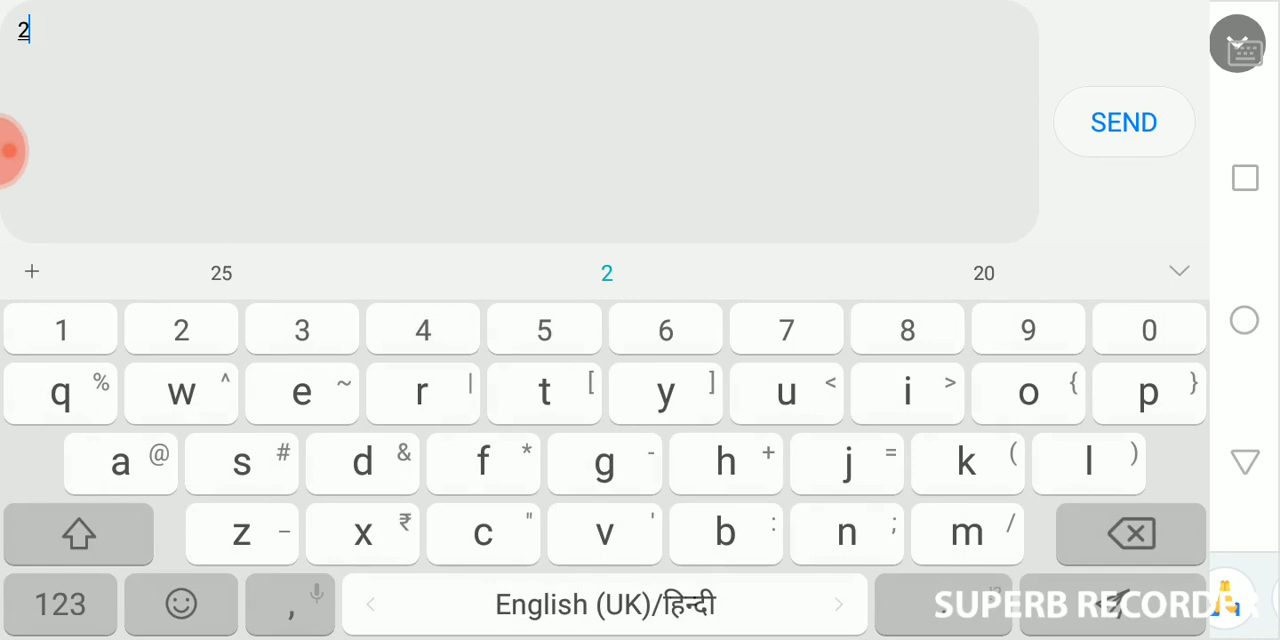 2
SEND
+ 25 2 20
1 2 3 4 5 6 7 8 9 0
q % w ^ e ~ r | t [ y ] u < i > o { p }
a @ s # d & f * g - h + j = k ( l )
z _ x ₹ c " v ' b : n ; m /
123 , English (UK)/हिन्दी
SUPERB RECORDER